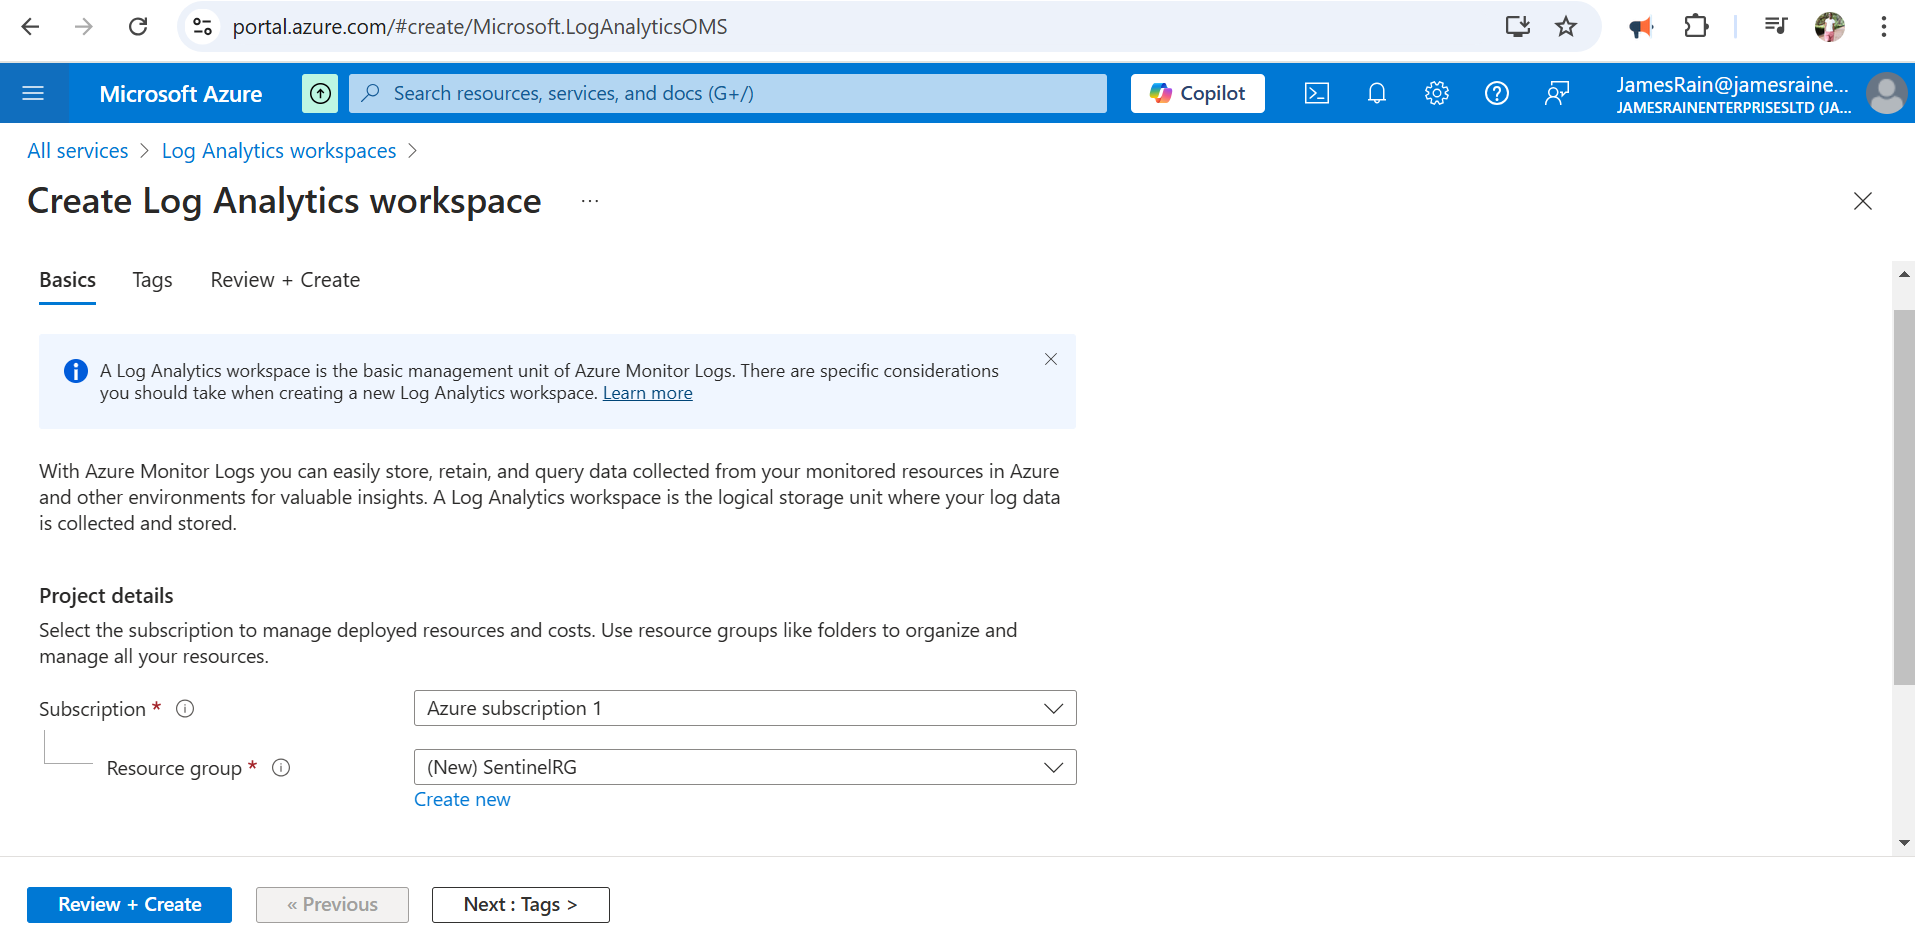 portal.azure.com/#create/Microsoft.LogAnalyticsOMS
Microsoft Azure
Search resources, services, and docs (G+/)
Copilot
JamesRain@jamesraine...
JAMESRAINENTERPRISESLTD (JA...
All services > Log Analytics workspaces >
Create Log Analytics workspace ...
Basics Tags Review + Create
A Log Analytics workspace is the basic management unit of Azure Monitor Logs. There are specific considerations
you should take when creating a new Log Analytics workspace. Learn more
With Azure Monitor Logs you can easily store, retain, and query data collected from your monitored resources in Azure
and other environments for valuable insights. A Log Analytics workspace is the logical storage unit where your log data
is collected and stored.
Project details
Select the subscription to manage deployed resources and costs. Use resource groups like folders to organize and
manage all your resources.
Subscription *
Azure subscription 1
Resource group *
(New) SentinelRG
Create new
Review + Create
« Previous
Next : Tags >